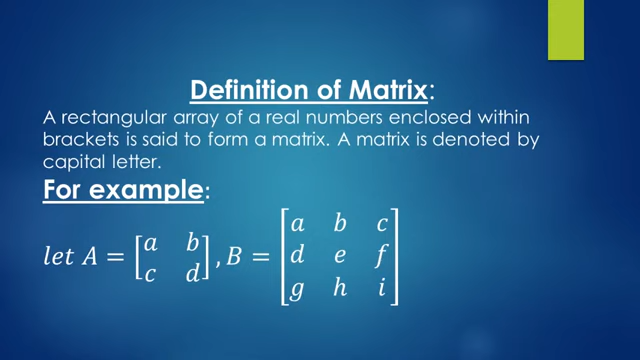 Definition of Matrix:
A rectangular array of a real numbers enclosed within
brackets is said to form a matrix. A matrix is denoted by
capital letter.
For example:
let A = [a b
c d], B = [a b c
d e f
g h i]